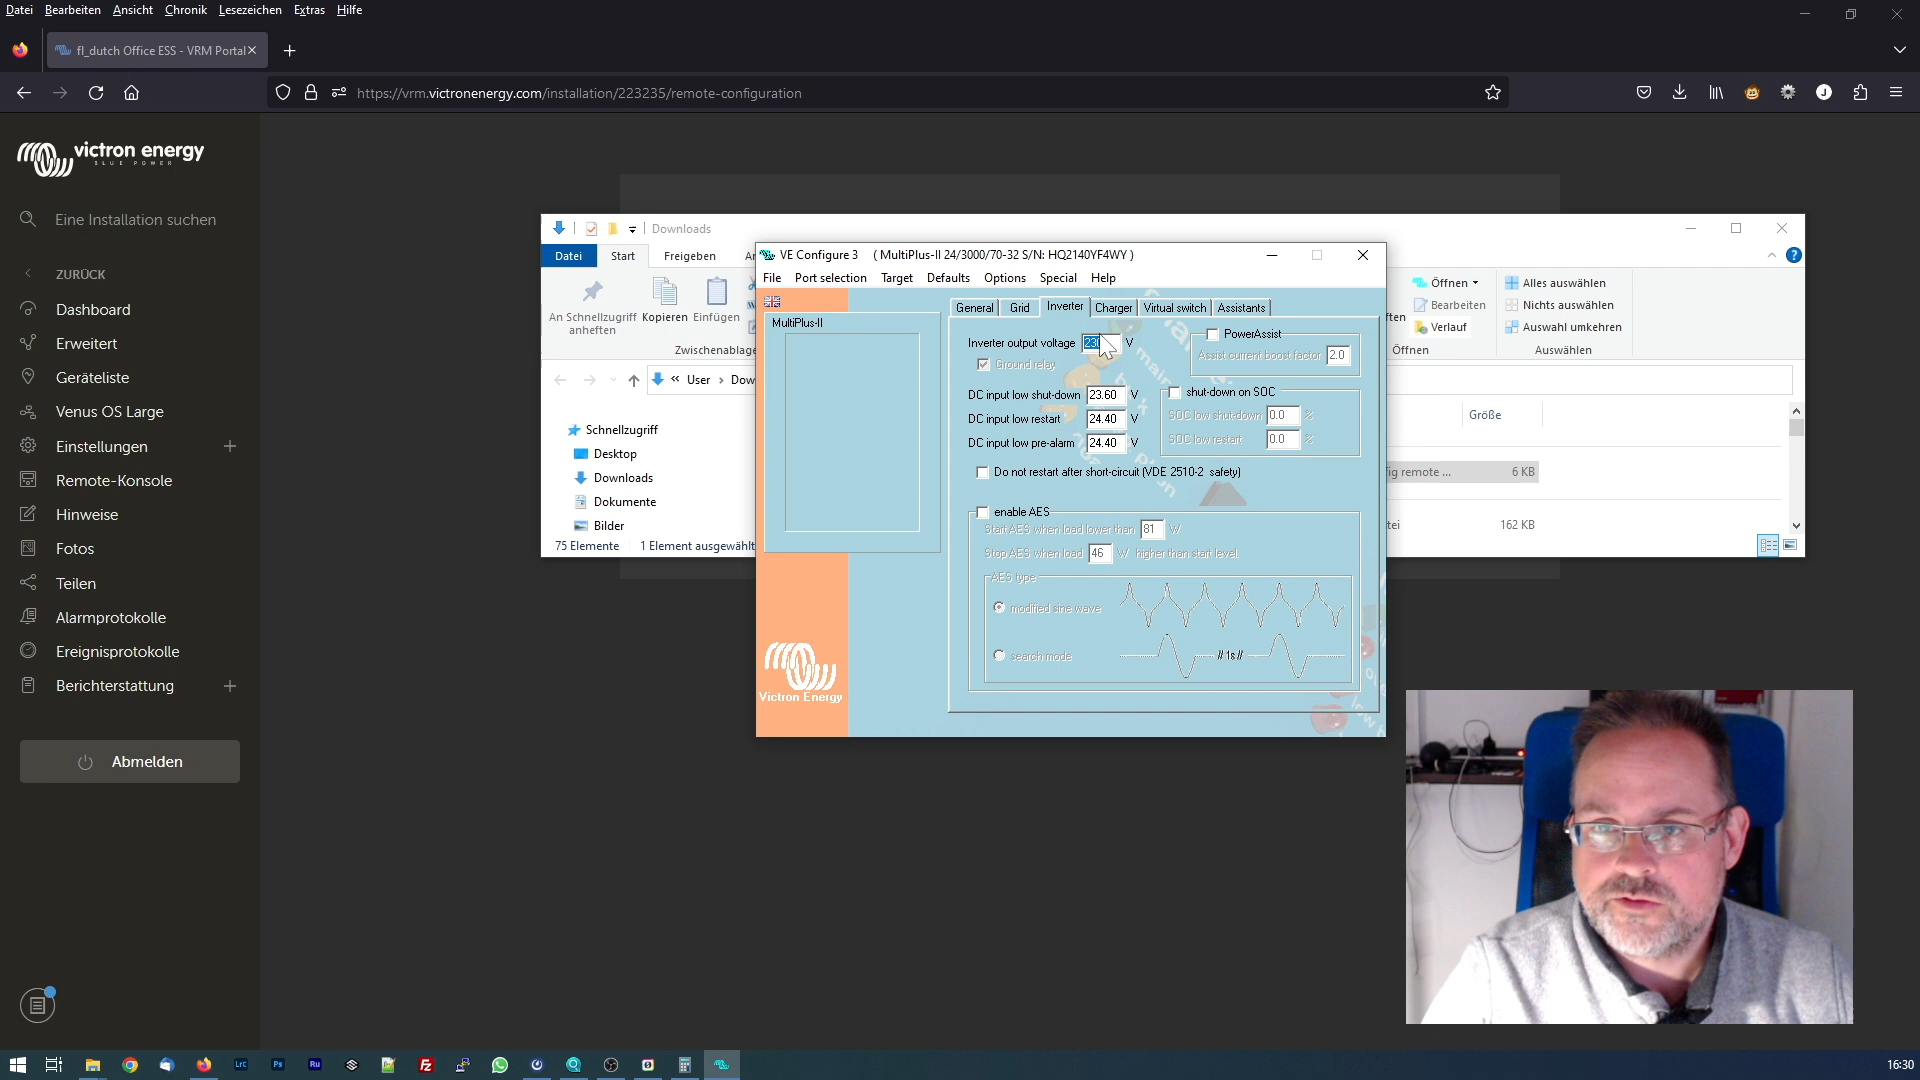 Datei Bearbeiten Ansicht Chronik Lesezeichen Extras Hilfe
fl_dutch Office ESS - VRM Portal
https://vrm.victronenergy.com/installation/223235/remote-configuration
victron energy
BLUE POWER
Eine Installation suchen
ZURÜCK
Dashboard
Erweitert
Geräteliste
Venus OS Large
Einstellungen
Remote-Konsole
Hinweise
Fotos
Teilen
Alarmprotokolle
Ereignisprotokolle
Berichterstattung
Abmelden
Downloads
Datei Start Freigeben
An Schnellzugriff anheften
Kopieren Einfügen
Zwischenablage
Öffnen
Bearbeiten
Verlauf
Öffnen
Alles auswählen
Nichts auswählen
Auswahl umkehren
Auswählen
« User › Dow
Größe
Schnellzugriff
Desktop
Downloads
Dokumente
Bilder
fig remote ... 6 KB
tei 162 KB
75 Elemente 1 Element ausgewählt
VE Configure 3 ( MultiPlus-II 24/3000/70-32 S/N: HQ2140YF4WY )
File Port selection Target Defaults Options Special Help
MultiPlus-II
General Grid Inverter Charger Virtual switch Assistants
Inverter output voltage 230 V
Ground relay
PowerAssist
Assist current boost factor 2.0
DC input low shut-down 23.60 V
DC input low restart 24.40 V
DC input low pre-alarm 24.40 V
shut-down on SOC
SOC low shut-down 0.0 %
SOC low restart 0.0 %
Do not restart after short-circuit (VDE 2510-2 safety)
enable AES
Start AES when load lower than 81 W
Stop AES when load 46 W higher than start level.
AES type
modified sine wave
search mode
// 1s //
Victron Energy
LrC Ps Ru
16:30